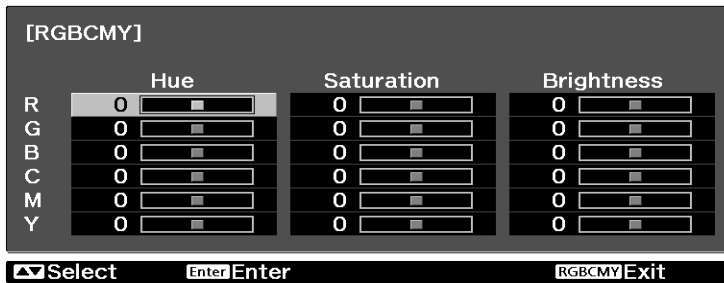 [RGBCMY]
Hue Saturation Brightness
R 0 0 0
G 0 0 0
B 0 0 0
C 0 0 0
M 0 0 0
Y 0 0 0
Select Enter Enter RGBCMY Exit